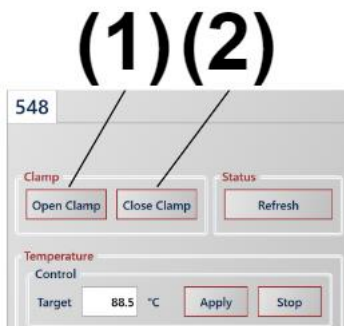 (1) (2)
548
Clamp
Status
Open Clamp Close Clamp Refresh
Temperature
Control
Target 88.5 °C Apply Stop